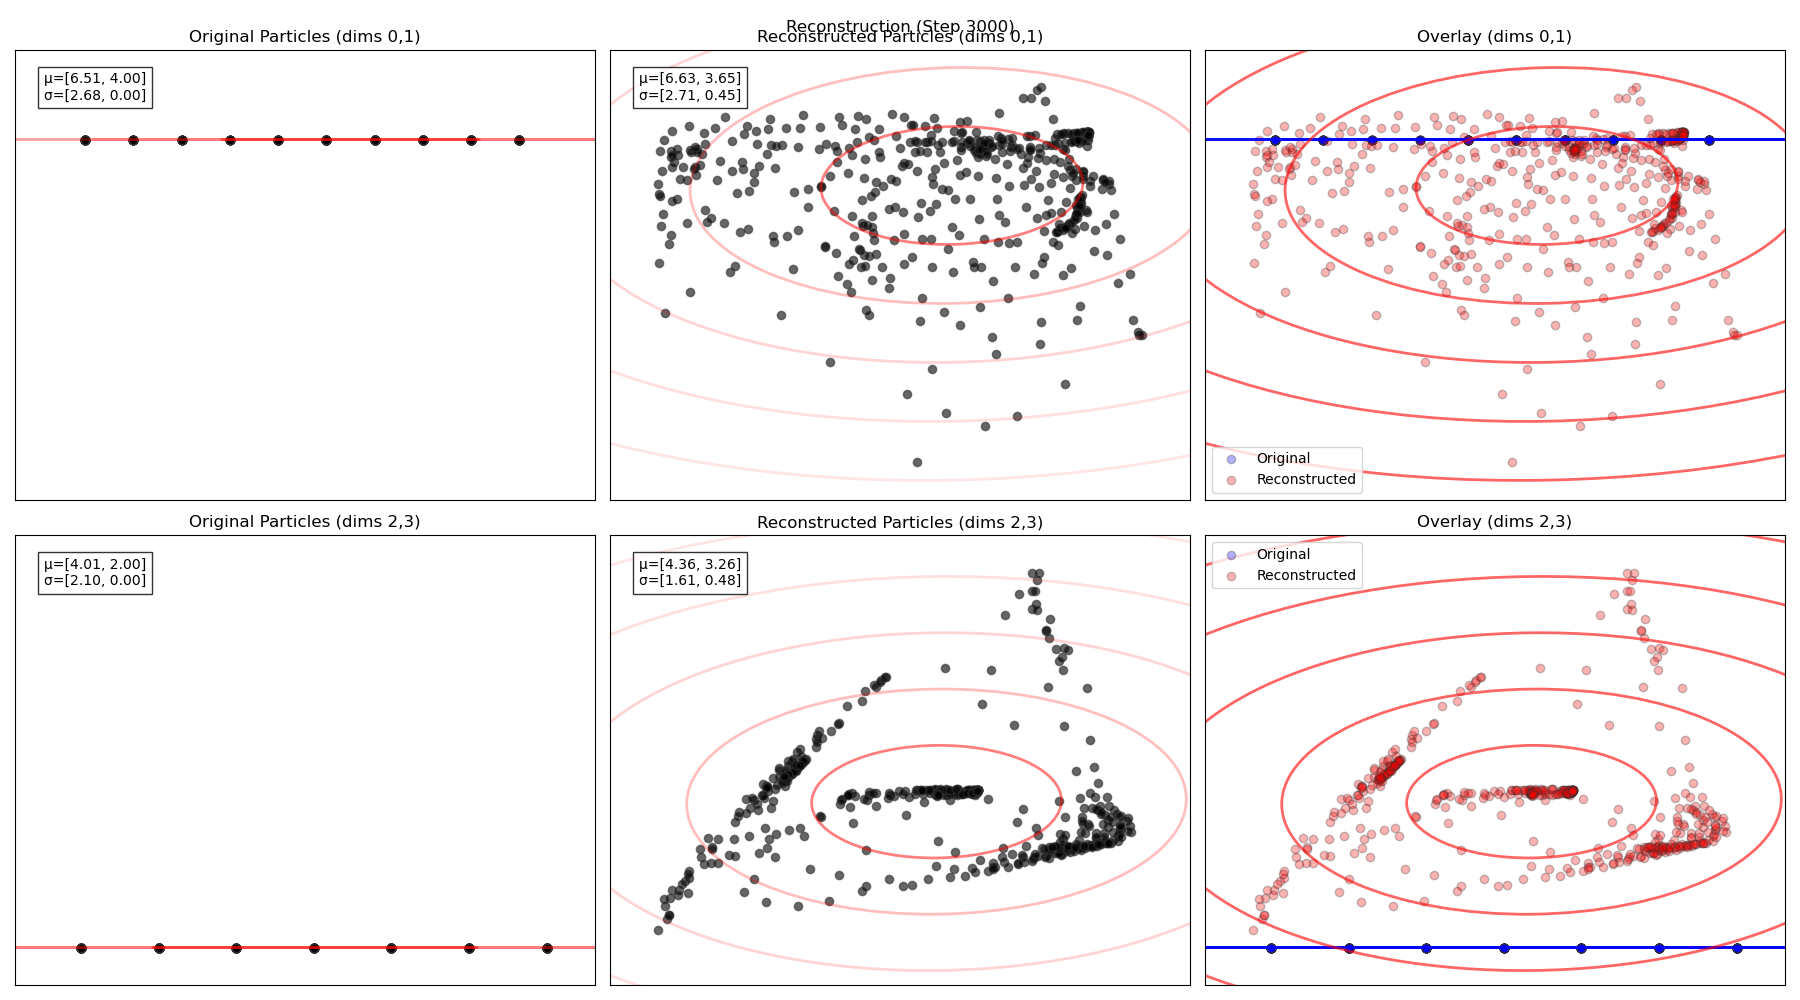 Reconstruction (Step 3000)
Original Particles (dims 0,1)
Reconstructed Particles (dims 0,1)
Overlay (dims 0,1)
μ=[6.51, 4.00]
σ=[2.68, 0.00]
μ=[6.63, 3.65]
σ=[2.71, 0.45]
Original
Reconstructed
Original Particles (dims 2,3)
Reconstructed Particles (dims 2,3)
Overlay (dims 2,3)
μ=[4.01, 2.00]
σ=[2.10, 0.00]
μ=[4.36, 3.26]
σ=[1.61, 0.48]
Original
Reconstructed